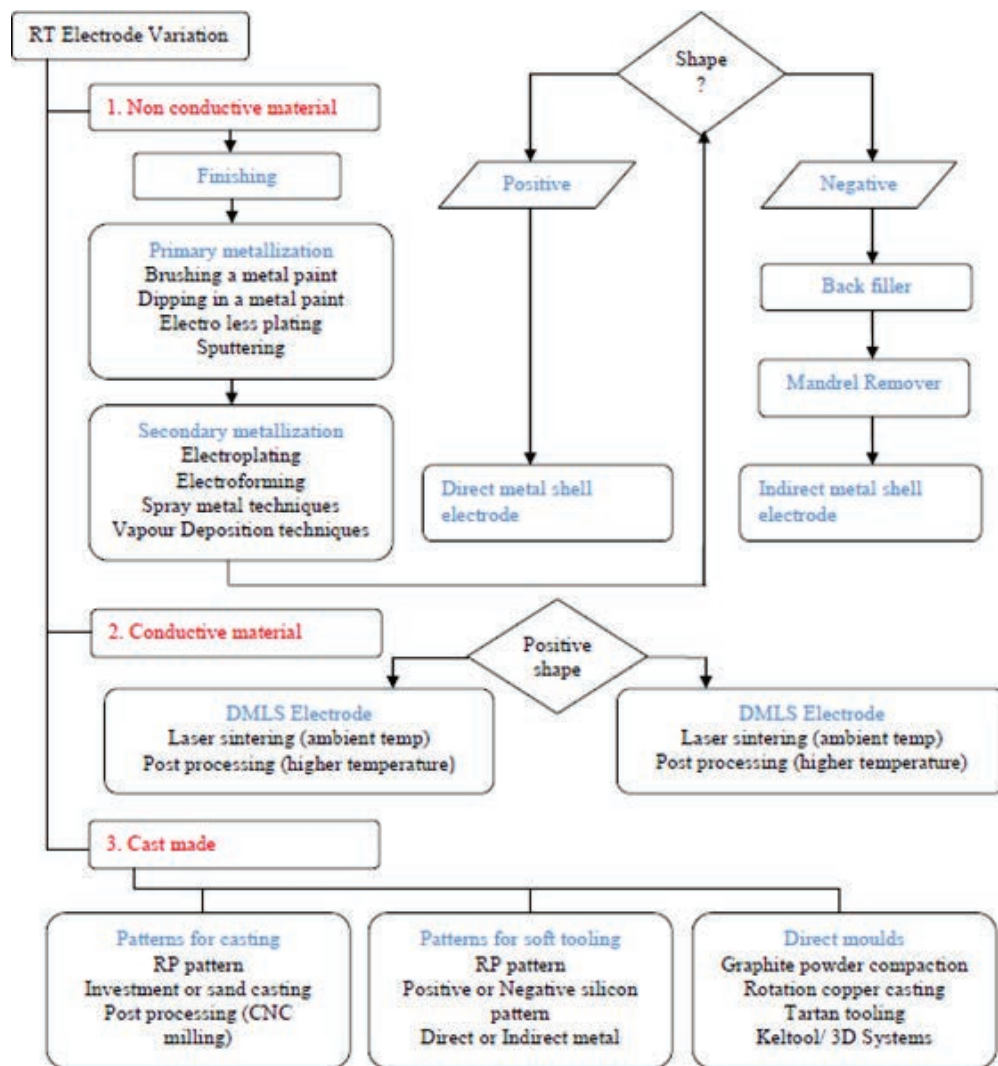 RT Electrode Variation
1. Non conductive material
Finishing
Primary metallization
Brushing a metal paint
Dipping in a metal paint
Electro less plating
Sputtering
Secondary metallization
Electroplating
Electroforming
Spray metal techniques
Vapour Deposition techniques
Shape
?
Positive
Negative
Back filler
Mandrel Remover
Direct metal shell
electrode
Indirect metal shell
electrode
2. Conductive material
Positive
shape
DMLS Electrode
Laser sintering (ambient temp)
Post processing (higher temperature)
DMLS Electrode
Laser sintering (ambient temp)
Post processing (higher temperature)
3. Cast made
Patterns for casting
RP pattern
Investment or sand casting
Post processing (CNC
milling)
Patterns for soft tooling
RP pattern
Positive or Negative silicon
pattern
Direct or Indirect metal
Direct moulds
Graphite powder compaction
Rotation copper casting
Tartan tooling
Keltool/ 3D Systems